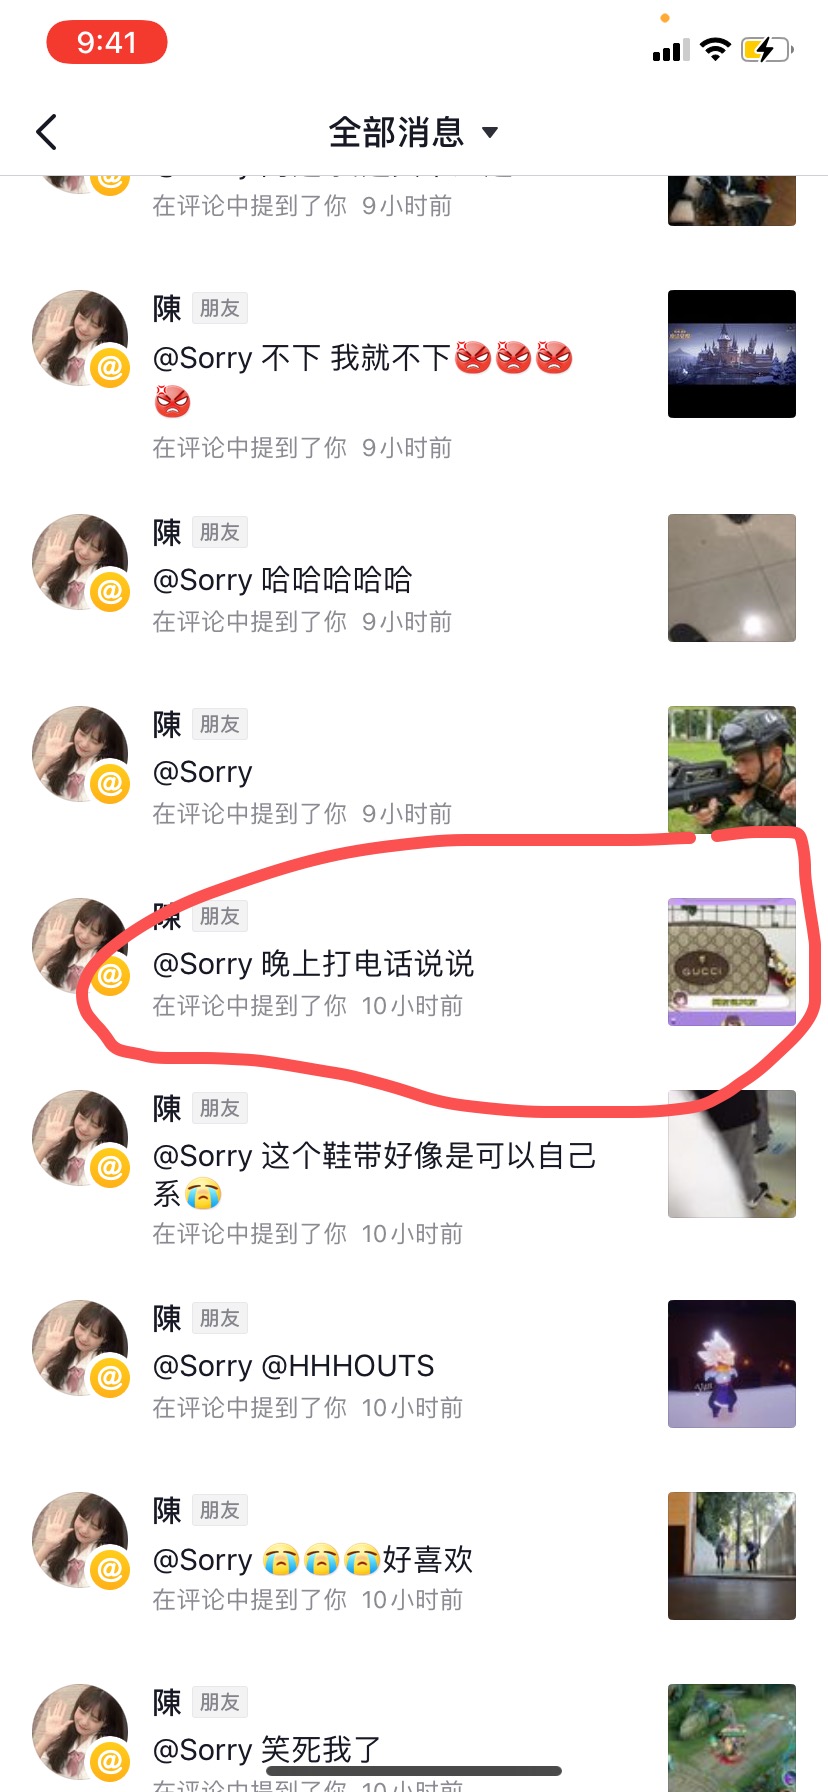 9:41
全部消息
在评论中提到了你 9小时前
陳 朋友
@Sorry 不下 我就不下😡😡😡
😡
在评论中提到了你 9小时前
陳 朋友
@Sorry 哈哈哈哈哈
在评论中提到了你 9小时前
陳 朋友
@Sorry
在评论中提到了你 9小时前
陳 朋友
@Sorry 晚上打电话说说
在评论中提到了你 10小时前
GUCCI
陳 朋友
@Sorry 这个鞋带好像是可以自己
系😭
在评论中提到了你 10小时前
陳 朋友
@Sorry @HHHOUTS
在评论中提到了你 10小时前
陳 朋友
@Sorry 😭😭😭好喜欢
在评论中提到了你 10小时前
陳 朋友
@Sorry 笑死我了
在评论中提到了你 10小时前